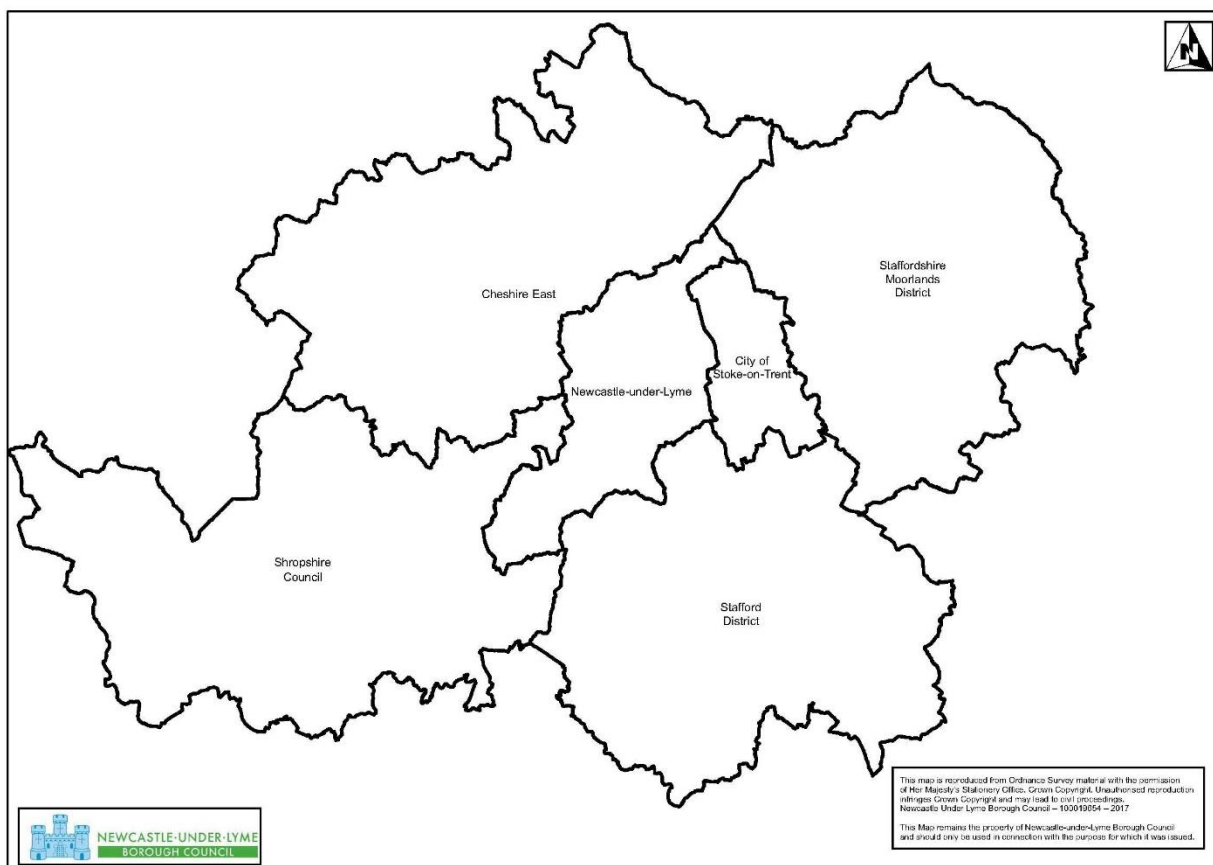 N
Staffordshire
Moorlands
District
Cheshire East
City of
Stoke-on-Trent
Newcastle-under-Lyme
Shropshire
Council
Stafford
District
This map is reproduced from Ordnance Survey material with the permission
of Her Majesty's Stationery Office. Crown Copyright. Unauthorised reproduction
infringes Crown Copyright and may lead to civil proceedings.
Newcastle Under Lyme Borough Council – 100019654 – 2017
This Map remains the property of Newcastle-under-Lyme Borough Council
and should only be used in connection with the purpose for which it was issued.
NEWCASTLE·UNDER·LYME
BOROUGH COUNCIL